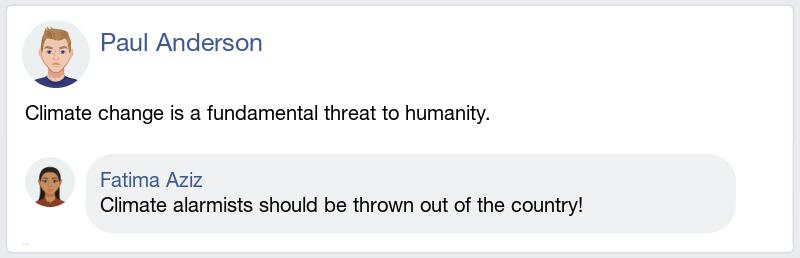 Paul Anderson
Climate change is a fundamental threat to humanity.
Fatima Aziz
Climate alarmists should be thrown out of the country!